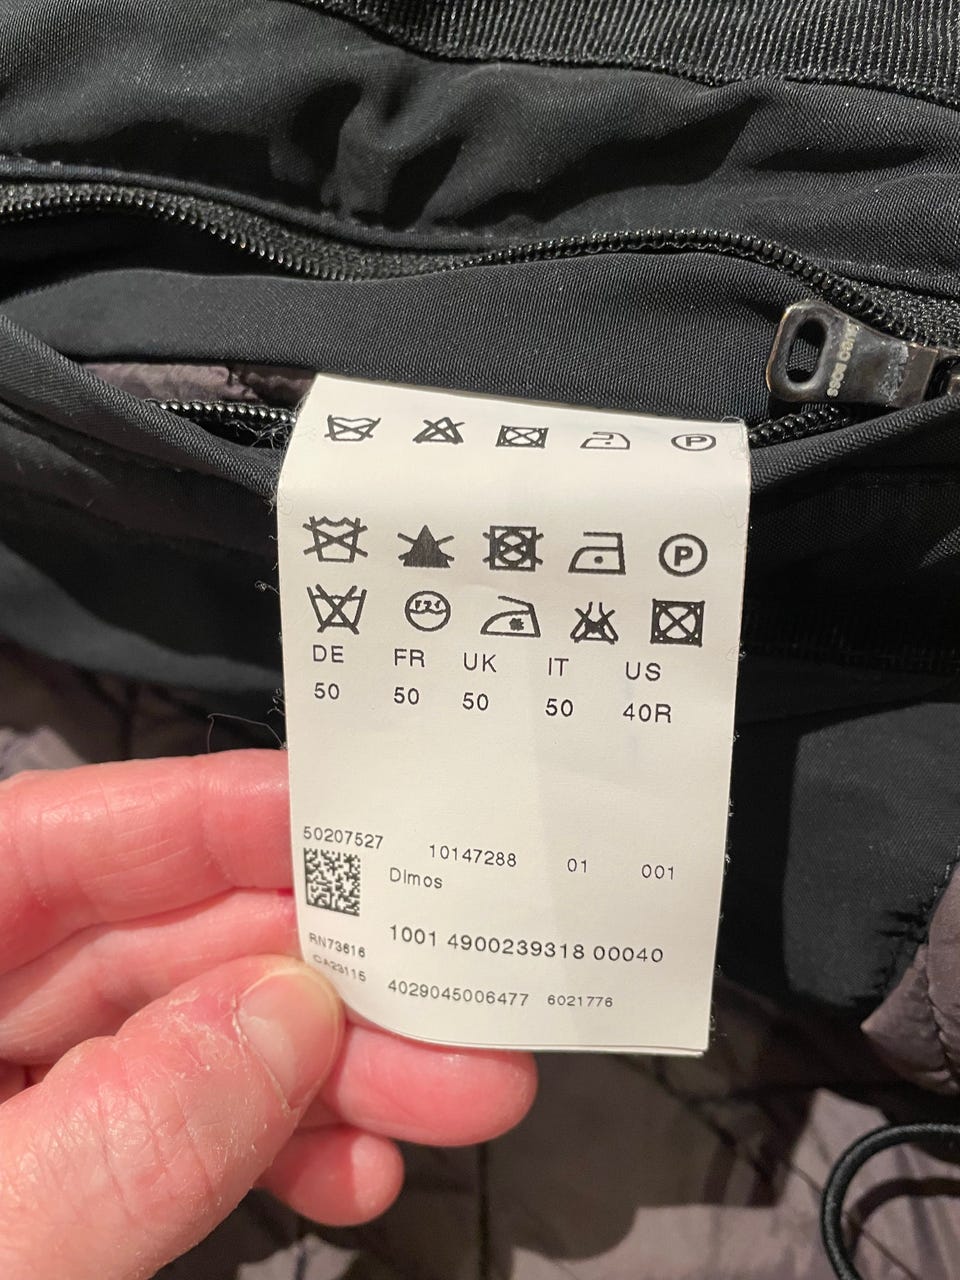 P
P
DE FR UK IT US
50 50 50 50 40R
50207527 10147288 01 001
Dimos
1001 4900239318 00040
RN73616
CA23115
4029045006477 6021776